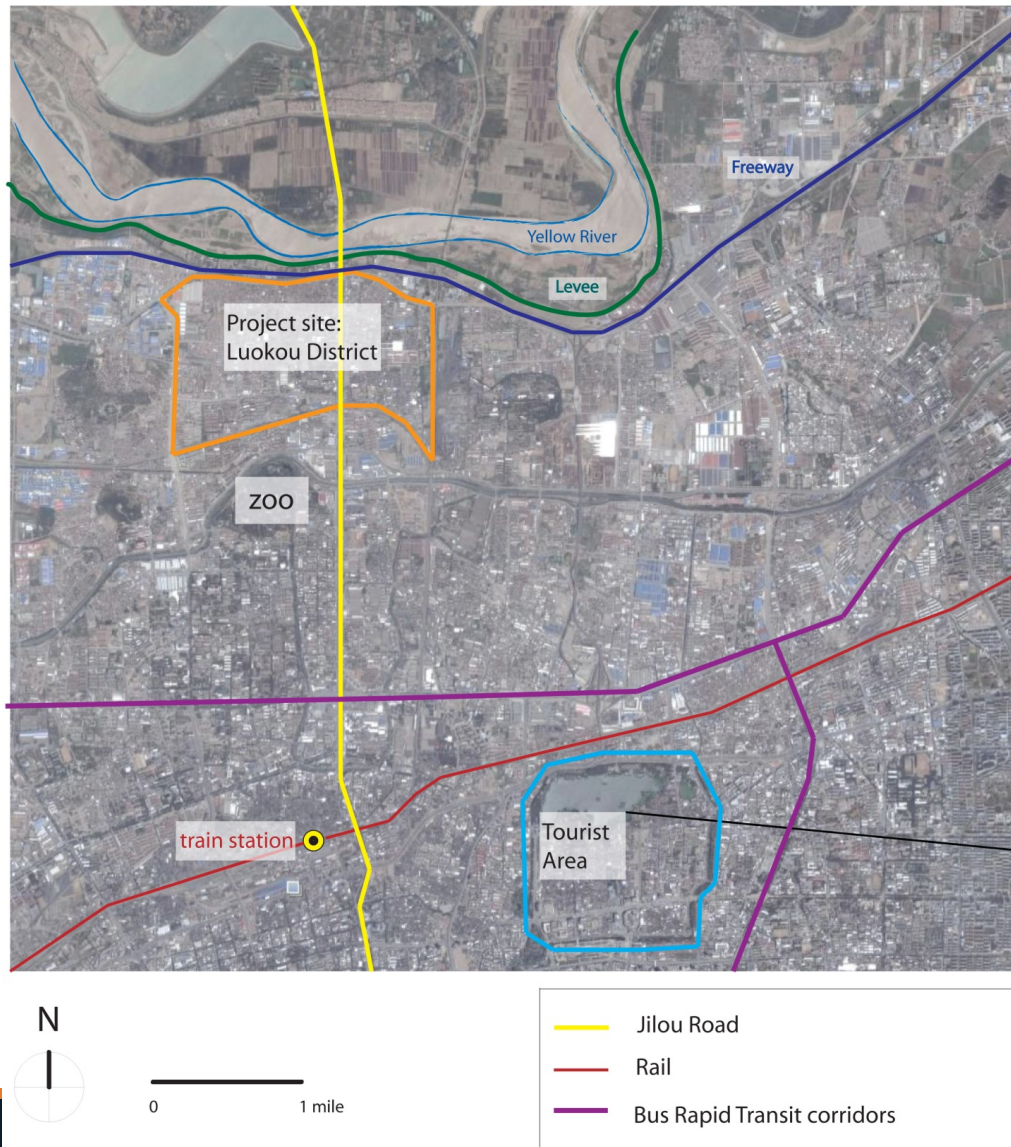 Freeway
Yellow River
Levee
Project site:
Luokou District
ZOO
train station
Tourist
Area
N
0
1 mile
Jilou Road
Rail
Bus Rapid Transit corridors